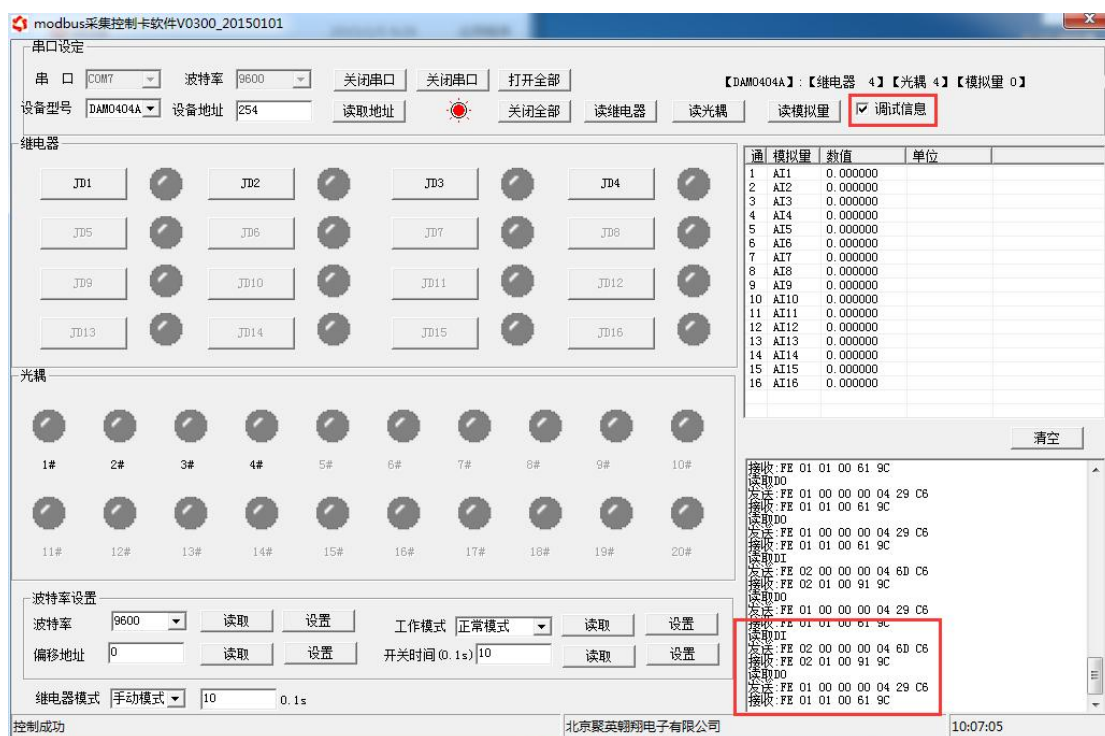 modbus采集控制卡软件V0300_20150101
串口设定
串 口 COM7 波特率 9600 关闭串口 关闭串口 打开全部 【DAM0404A】:【继电器 4】【光耦 4】【模拟量 0】
设备型号 DAM0404A 设备地址 254 读取地址 关闭全部 读继电器 读光耦 读模拟量 调试信息
继电器
JD1 JD2 JD3 JD4
JD5 JD6 JD7 JD8
JD9 JD10 JD11 JD12
JD13 JD14 JD15 JD16
通 模拟量 数值 单位
1 AI1 0.000000
2 AI2 0.000000
3 AI3 0.000000
4 AI4 0.000000
5 AI5 0.000000
6 AI6 0.000000
7 AI7 0.000000
8 AI8 0.000000
9 AI9 0.000000
10 AI10 0.000000
11 AI11 0.000000
12 AI12 0.000000
13 AI13 0.000000
14 AI14 0.000000
15 AI15 0.000000
16 AI16 0.000000
光耦
1# 2# 3# 4# 5# 6# 7# 8# 9# 10#
11# 12# 13# 14# 15# 16# 17# 18# 19# 20#
清空
接收:FE 01 01 00 61 9C
读取DO
发送:FE 01 00 00 00 04 29 C6
接收:FE 01 01 00 61 9C
读取DO
发送:FE 01 00 00 00 04 29 C6
接收:FE 01 01 00 61 9C
读取DI
发送:FE 02 00 00 00 04 6D C6
接收:FE 02 01 00 91 9C
读取DO
发送:FE 01 00 00 00 04 29 C6
接收:FE 01 01 00 61 9C
读取DI
发送:FE 02 00 00 00 04 6D C6
接收:FE 02 01 00 91 9C
读取DO
发送:FE 01 00 00 00 04 29 C6
接收:FE 01 01 00 61 9C
波特率设置
波特率 9600 读取 设置 工作模式 正常模式 读取 设置
偏移地址 0 读取 设置 开关时间(0.1s) 10 读取 设置
继电器模式 手动模式 10 0.1s
控制成功 北京聚英翱翔电子有限公司 10:07:05